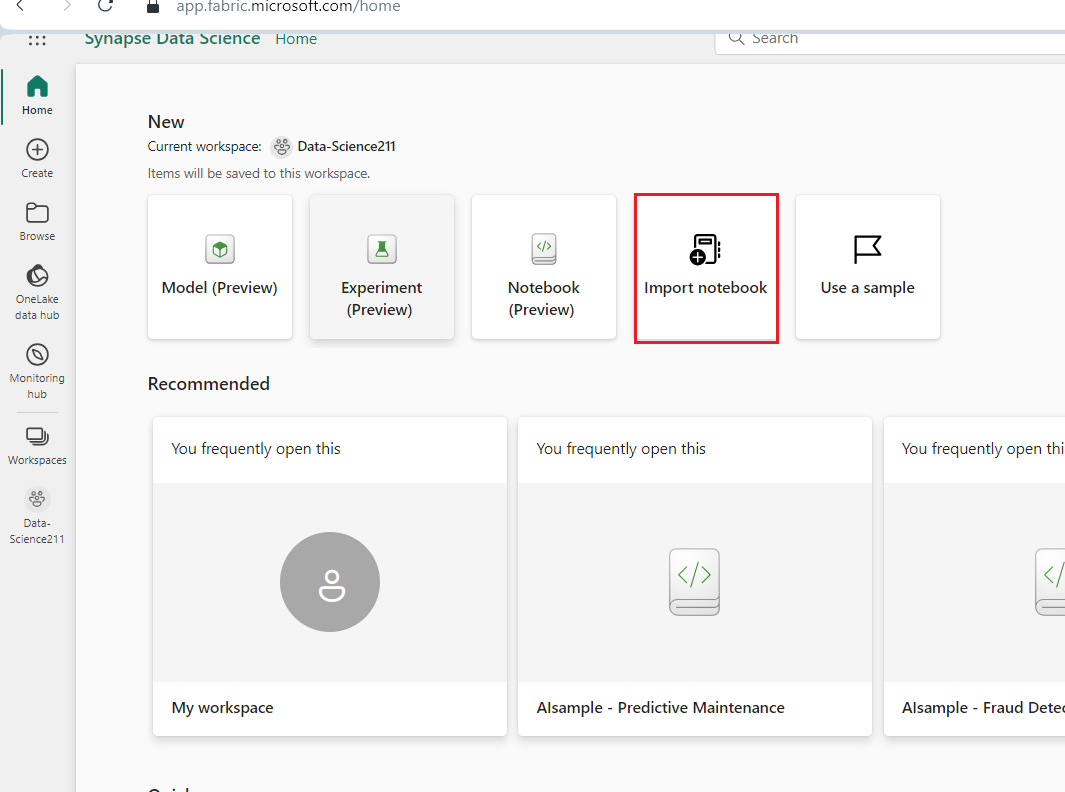 app.fabric.microsoft.com/home
Synapse Data Science Home
Search
Home
Create
Browse
OneLake
data hub
Monitoring
hub
Workspaces
Data-
Science211
New
Current workspace: Data-Science211
Items will be saved to this workspace.
Model (Preview)
Experiment
(Preview)
Notebook
(Preview)
Import notebook
Use a sample
Recommended
You frequently open this
You frequently open this
You frequently open thi
My workspace
AIsample - Predictive Maintenance
AIsample - Fraud Detec